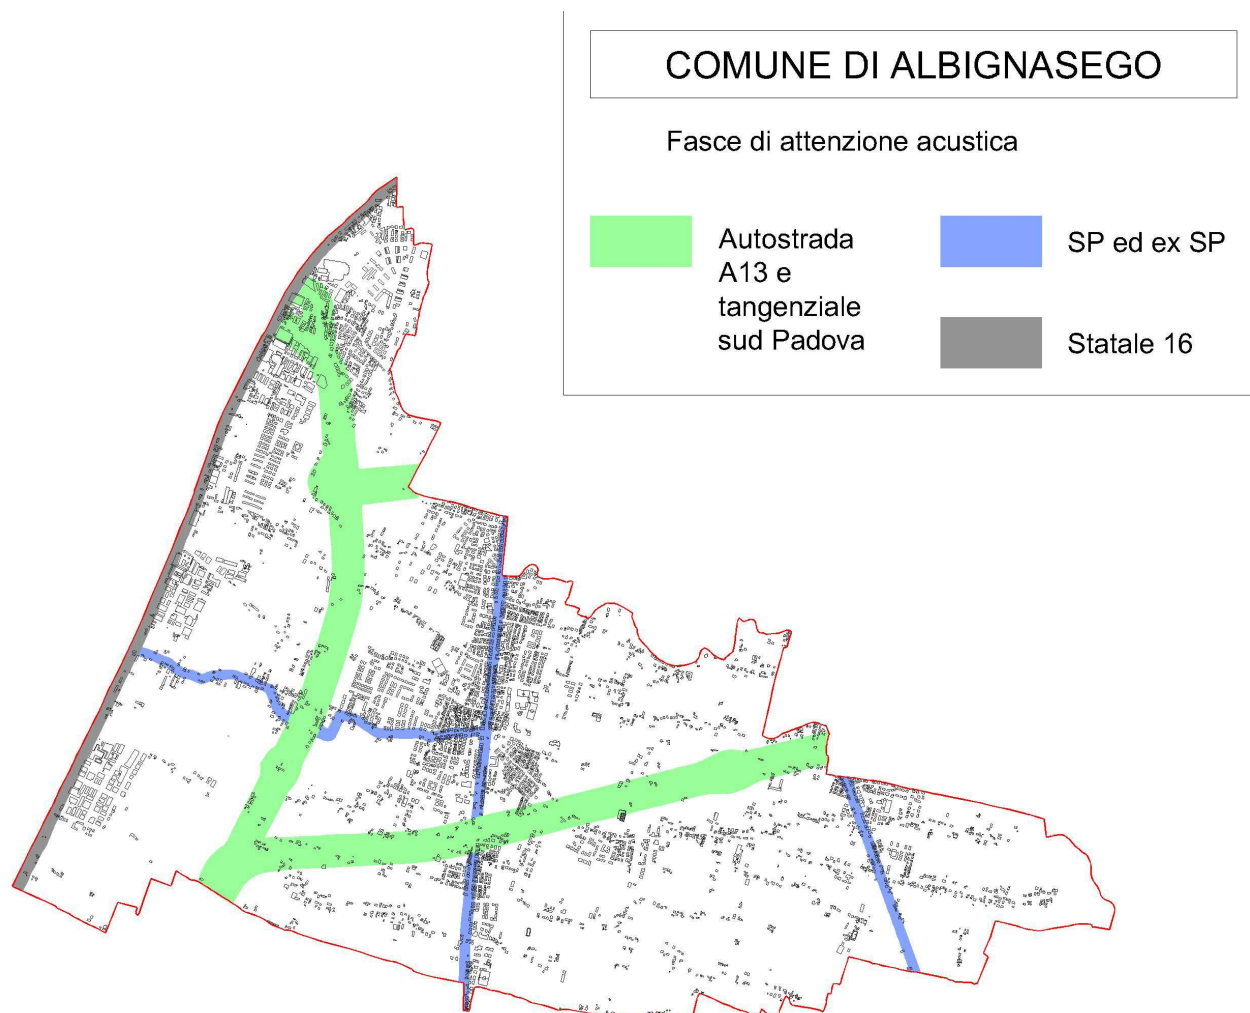 COMUNE DI ALBIGNASEGO
Fasce di attenzione acustica
Autostrada
A13 e
tangenziale
sud Padova
SP ed ex SP
Statale 16